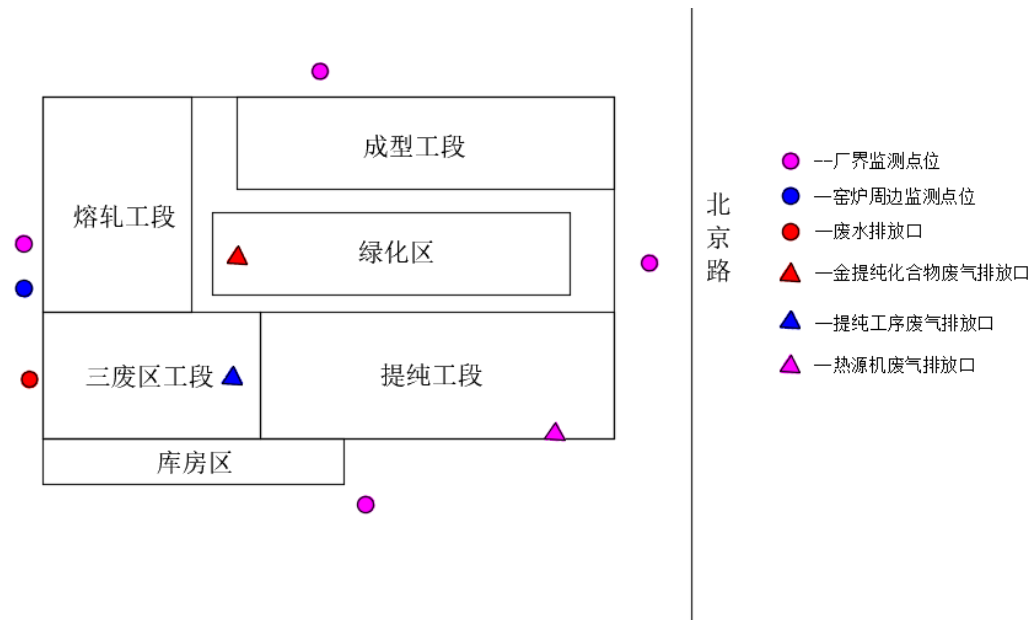 成型工段
熔轧工段
绿化区
三废区工段
提纯工段
库房区
北京路
—厂界监测点位
—窑炉周边监测点位
—废水排放口
—金提纯化合物废气排放口
—提纯工序废气排放口
—热源机废气排放口